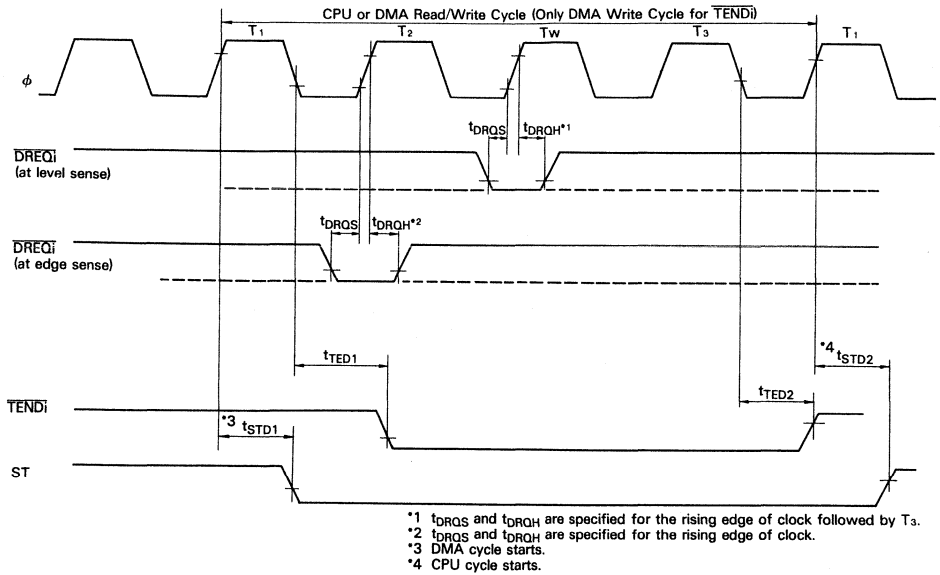 CPU or DMA Read/Write Cycle (Only DMA Write Cycle for TENDi)
T1 T2 TW T3 T1
ϕ
tDRQS tDRQH*1
DREQi
(at level sense)
tDRQS tDRQH*2
DREQi
(at edge sense)
tTED1
*4 tSTD2
tTED2
TENDi
*3 tSTD1
ST
*1 tDRQS and tDRQH are specified for the rising edge of clock followed by T3.
*2 tDRQS and tDRQH are specified for the rising edge of clock.
*3 DMA cycle starts.
*4 CPU cycle starts.